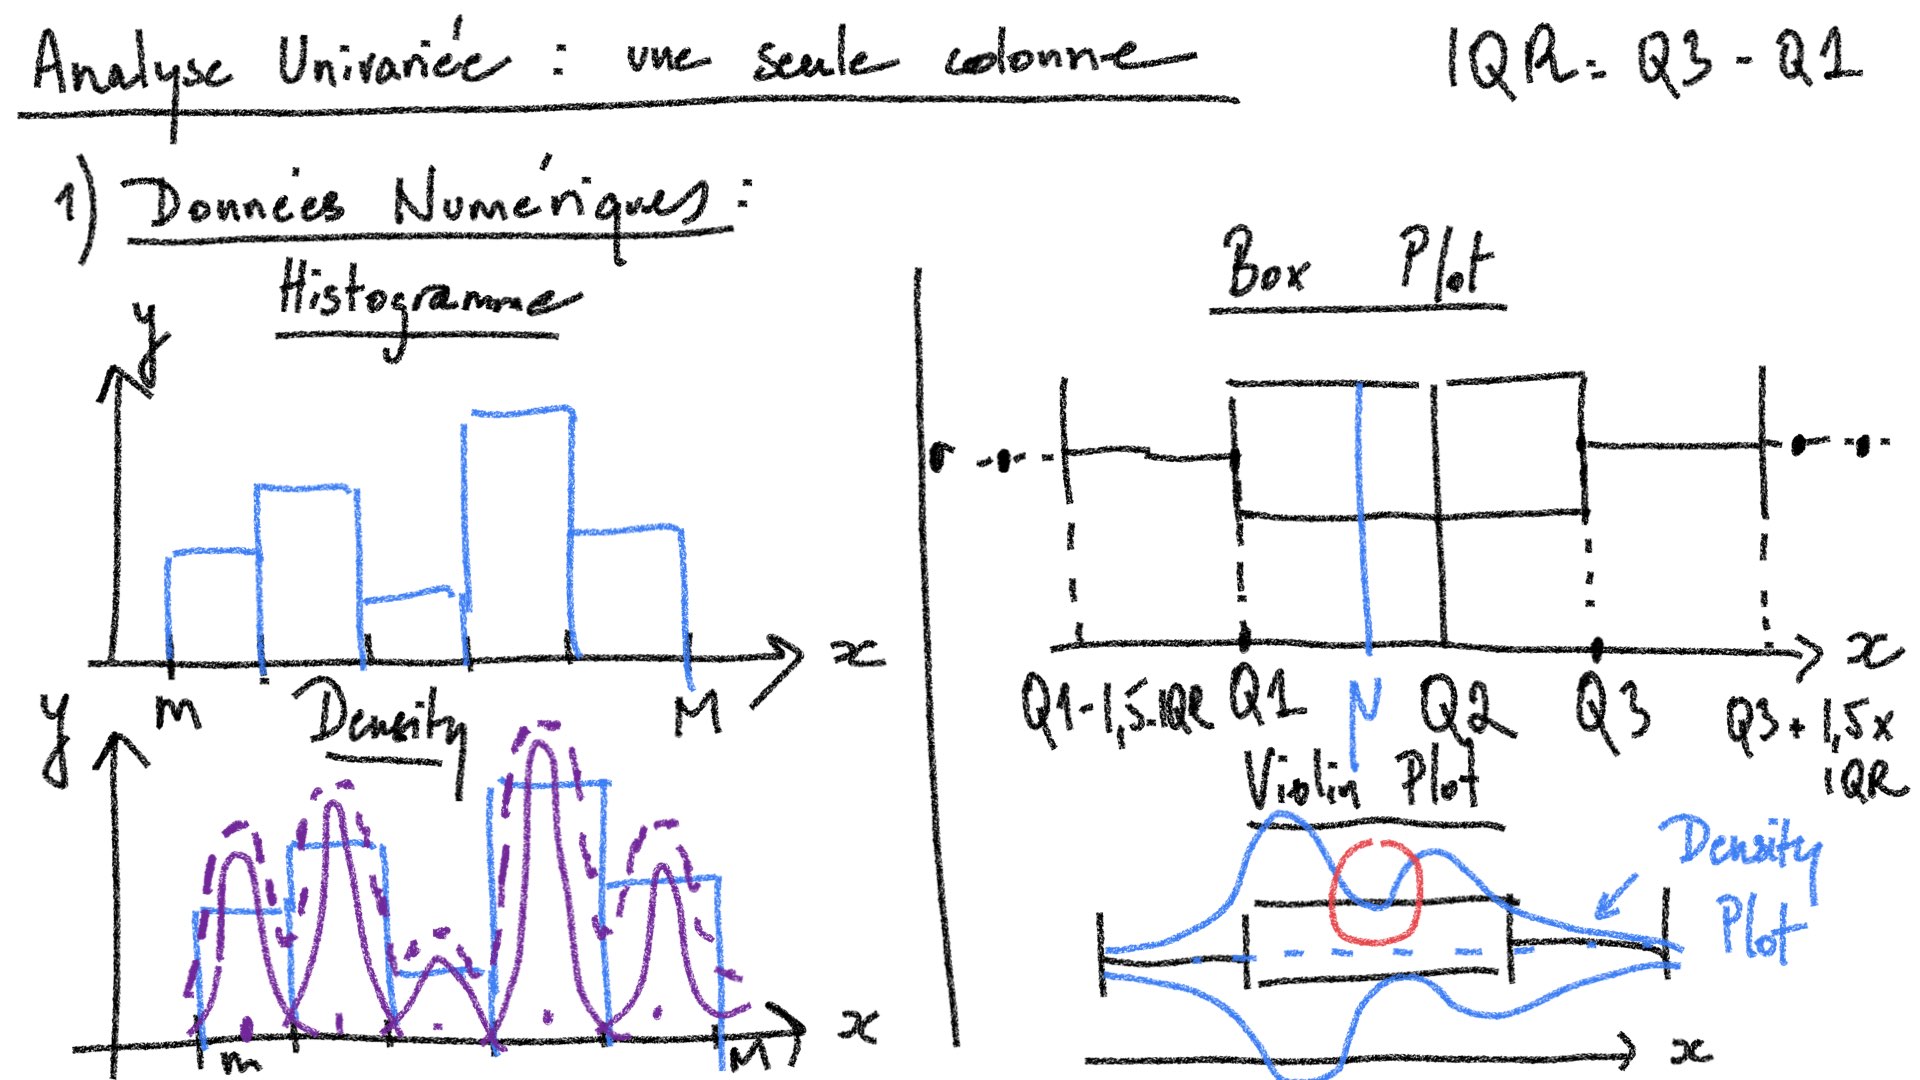 Analyse Univariée : une seule colonne
IQR = Q3 - Q1
1) Données Numériques :
Histogramme
y
x
m
M
Density
y
x
m
M
Box Plot
x
Q1-1,5.IQR Q1 N Q2 Q3 Q3 + 1,5x
IQR
Violin Plot
Density
Plot
x